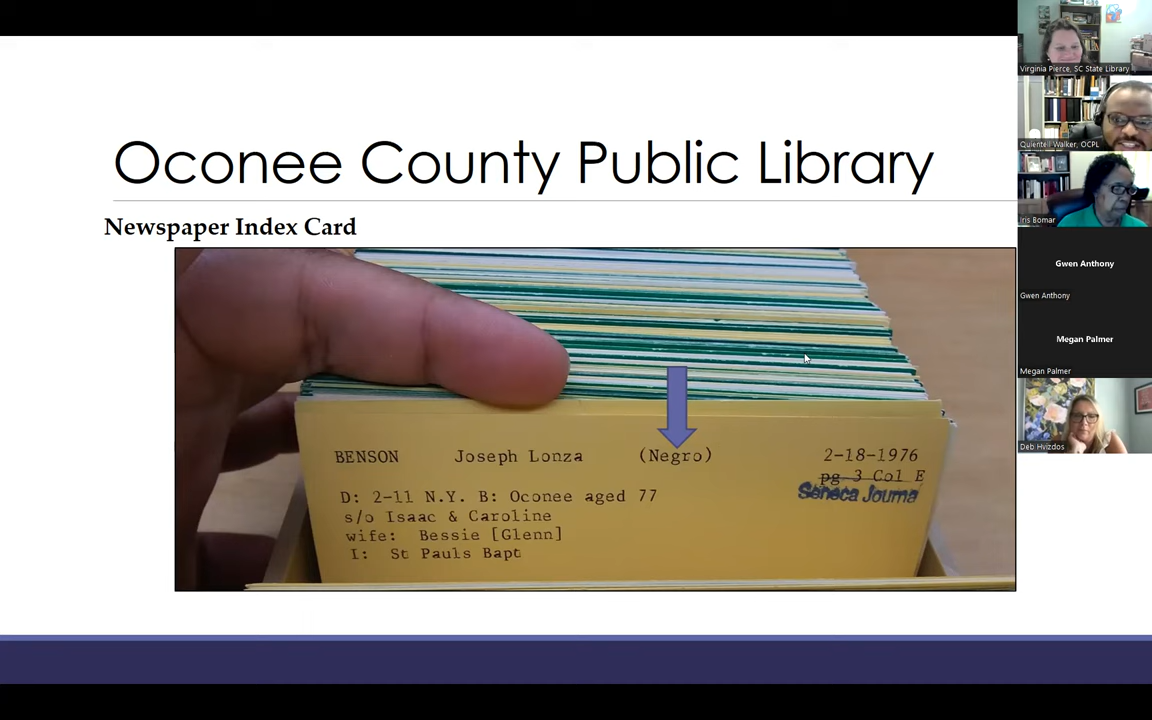 Oconee County Public Library
Newspaper Index Card
BENSON Joseph Lonza (Negro) 2-18-1976
pg 3 Col E
Seneca Journa
D: 2-11 N.Y. B: Oconee aged 77
s/o Isaac & Caroline
wife: Bessie [Glenn]
I: St Pauls Bapt
Virginia Pierce, SC State Library
Quientell Walker, OCPL
Iris Bomar
Gwen Anthony
Gwen Anthony
Megan Palmer
Megan Palmer
Deb Hvizdos